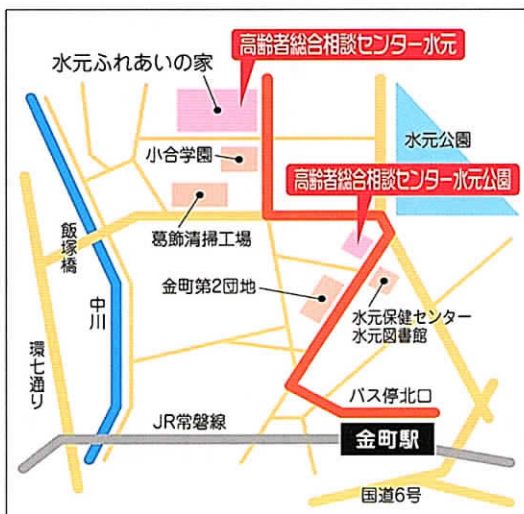 高齢者総合相談センター水元
水元ふれあいの家
小合学園
水元公園
高齢者総合相談センター水元公園
葛飾清掃工場
飯塚橋
金町第2団地
中川
水元保健センター
水元図書館
環七通り
バス停北口
JR常磐線
金町駅
国道6号